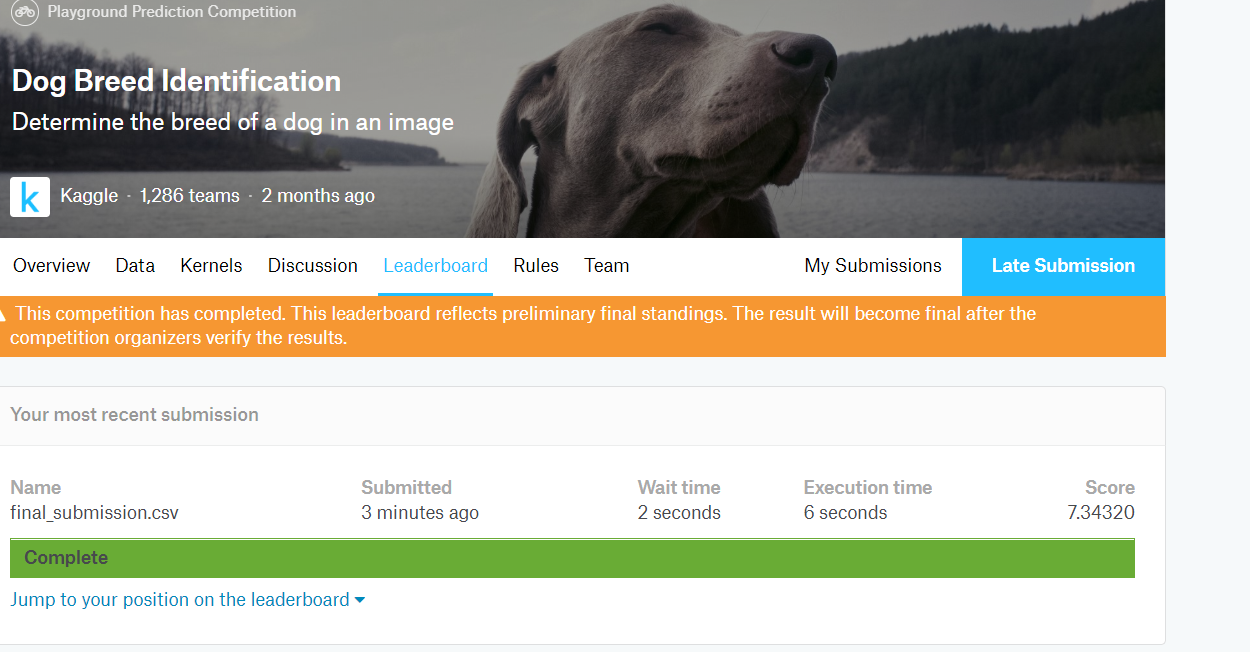 Playground Prediction Competition
Dog Breed Identification
Determine the breed of a dog in an image
k Kaggle · 1,286 teams · 2 months ago
Overview Data Kernels Discussion Leaderboard Rules Team My Submissions Late Submission
This competition has completed. This leaderboard reflects preliminary final standings. The result will become final after the
competition organizers verify the results.
Your most recent submission
Name Submitted Wait time Execution time Score
final_submission.csv 3 minutes ago 2 seconds 6 seconds 7.34320
Complete
Jump to your position on the leaderboard